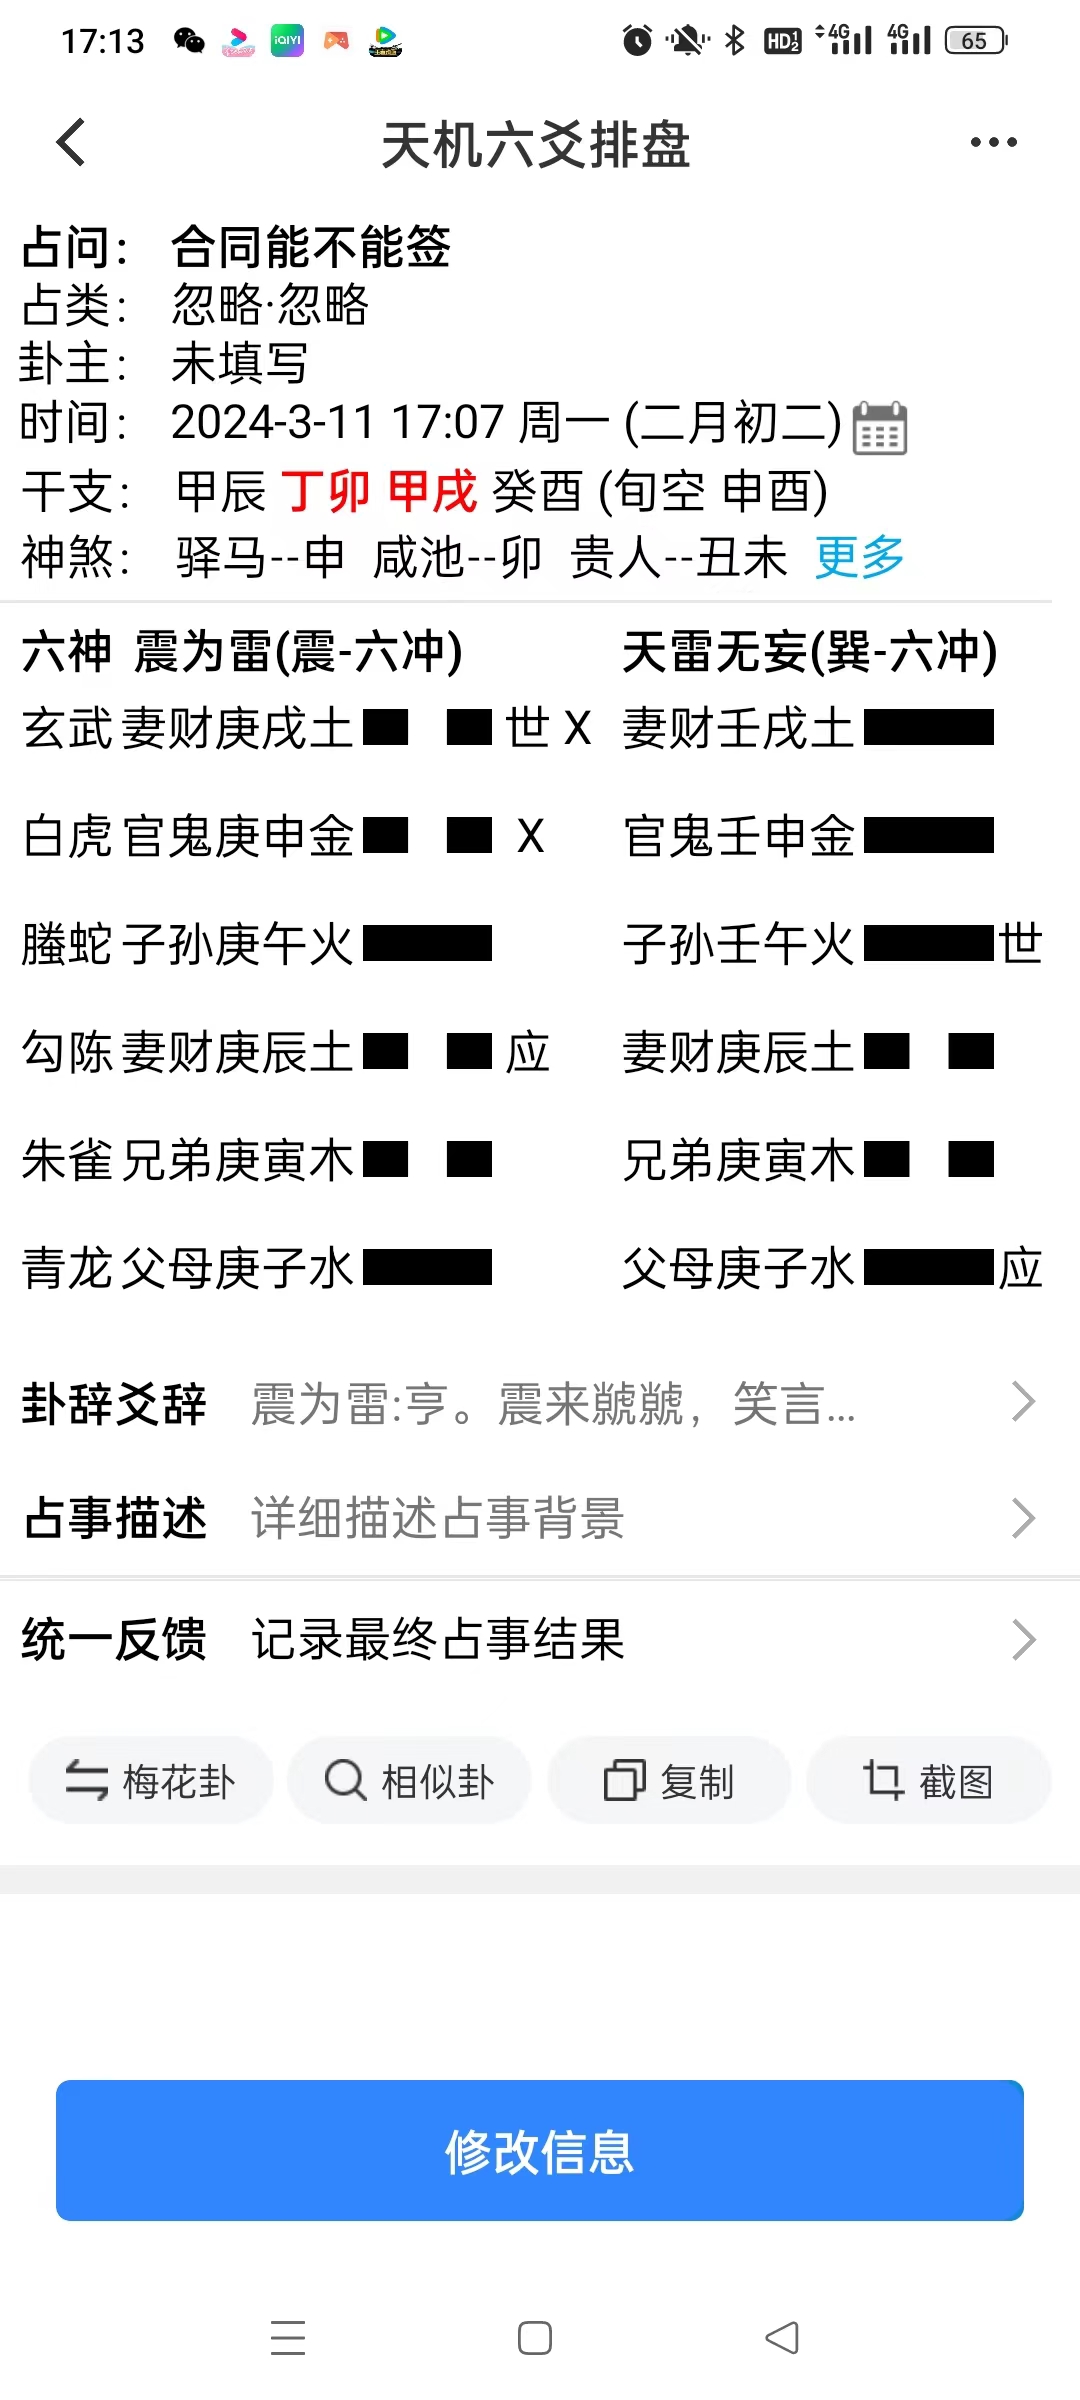 17:13 iQIYI HD 1 2 4G 4G 65
天机六爻排盘
占问： 合同能不能签
占类： 忽略·忽略
卦主： 未填写
时间： 2024-3-11 17:07 周一 (二月初二)
干支： 甲辰 丁卯 甲戌 癸酉 (旬空 申酉)
神煞： 驿马--申 咸池--卯 贵人--丑未 更多
六神 震为雷(震-六冲) 天雷无妄(巽-六冲)
玄武 妻财庚戌土 世 X 妻财壬戌土
白虎 官鬼庚申金 X 官鬼壬申金
螣蛇 子孙庚午火 子孙壬午火 世
勾陈 妻财庚辰土 应 妻财庚辰土
朱雀 兄弟庚寅木 兄弟庚寅木
青龙 父母庚子水 父母庚子水 应
卦辞爻辞 震为雷:亨。震来虩虩，笑言...
占事描述 详细描述占事背景
统一反馈 记录最终占事结果
梅花卦 相似卦 复制 截图
修改信息